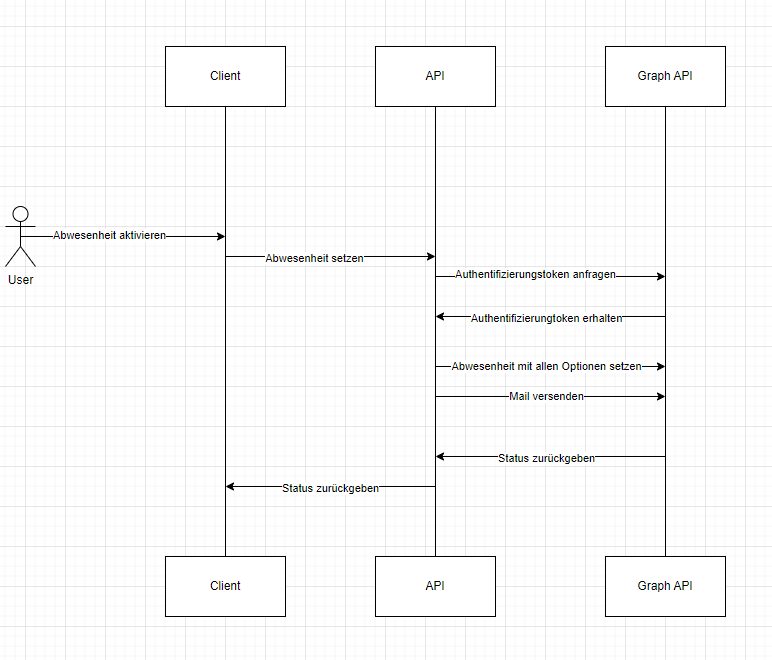 Client
API
Graph API
Abwesenheit aktivieren
User
Abwesenheit setzen
Authentifizierungstoken anfragen
Authentifizierungtoken erhalten
Abwesenheit mit allen Optionen setzen
Mail versenden
Status zurückgeben
Status zurückgeben
Client
API
Graph API